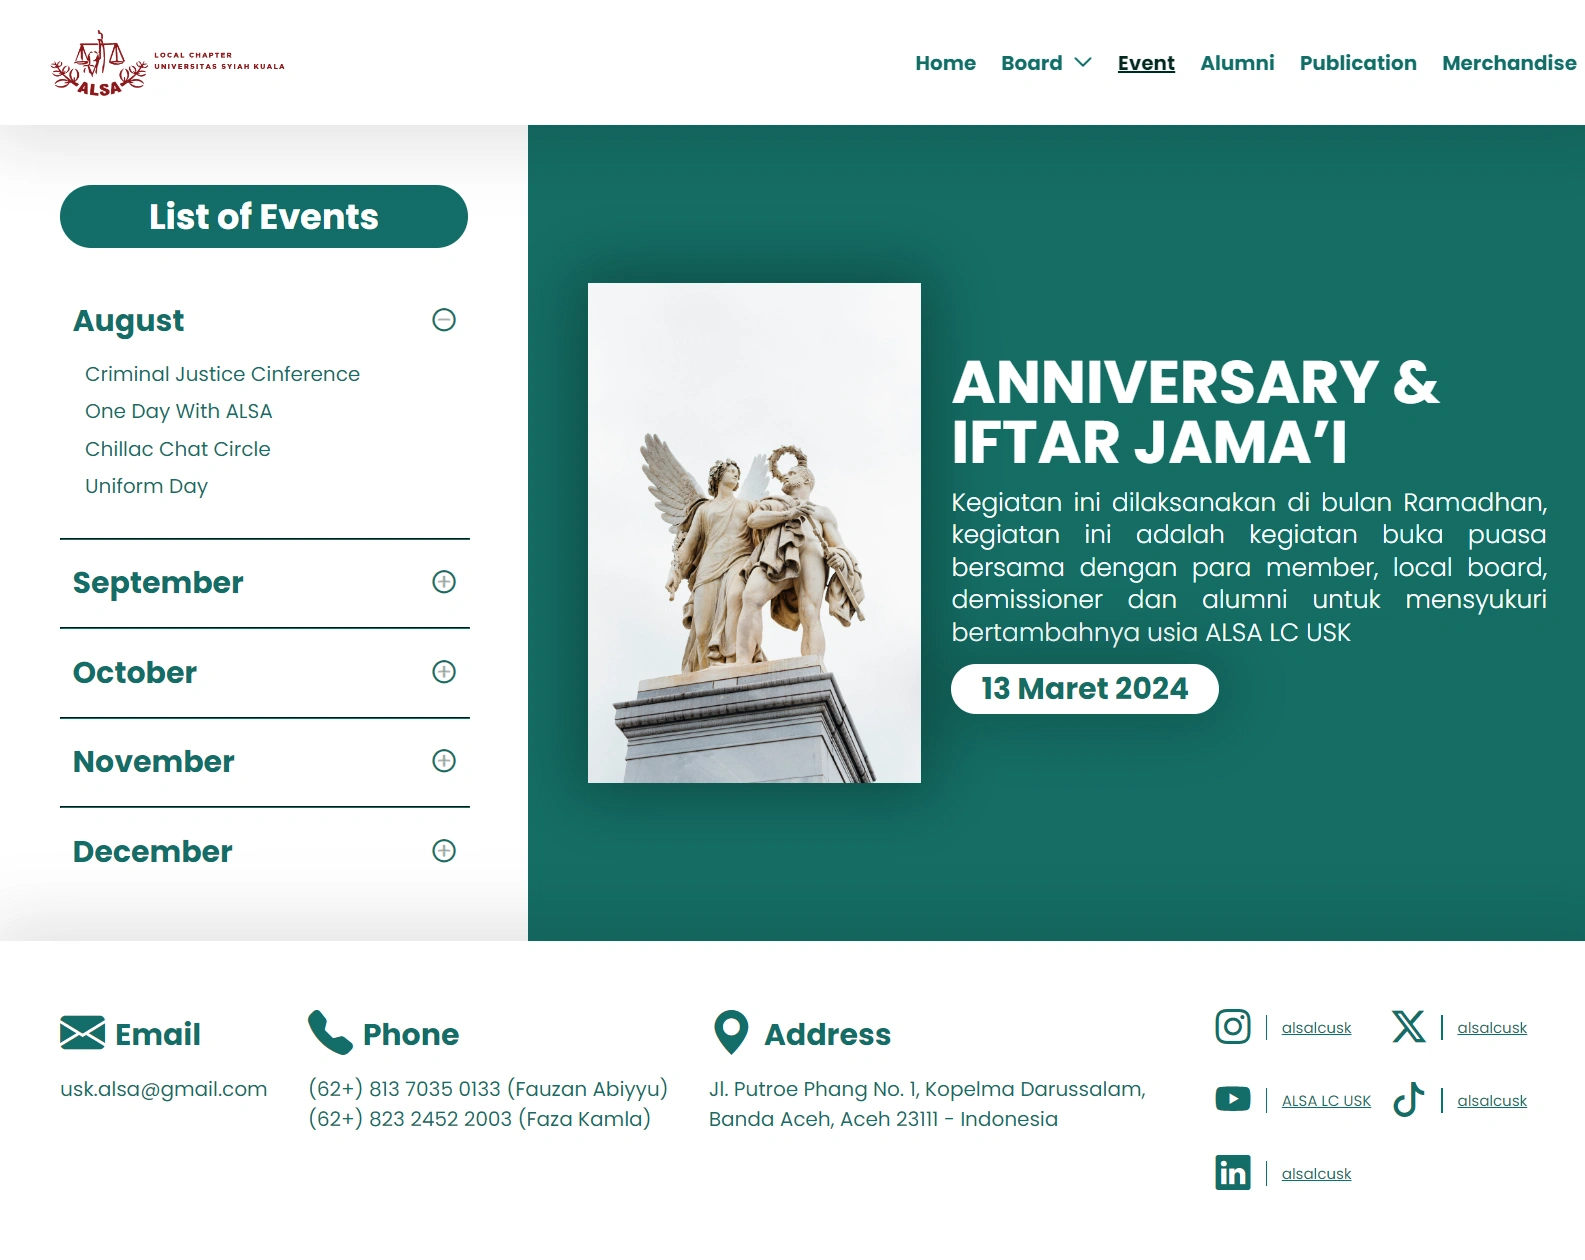 ALSA
LOCAL CHAPTER
UNIVERSITAS SYIAH KUALA
Home Board Event Alumni Publication Merchandise
List of Events
August
Criminal Justice Cinference
One Day With ALSA
Chillac Chat Circle
Uniform Day
September
October
November
December
ANNIVERSARY &
IFTAR JAMA’I
Kegiatan ini dilaksanakan di bulan Ramadhan,
kegiatan ini adalah kegiatan buka puasa
bersama dengan para member, local board,
demissioner dan alumni untuk mensyukuri
bertambahnya usia ALSA LC USK
13 Maret 2024
Email
usk.alsa@gmail.com
Phone
(62+) 813 7035 0133 (Fauzan Abiyyu)
(62+) 823 2452 2003 (Faza Kamla)
Address
Jl. Putroe Phang No. 1, Kopelma Darussalam,
Banda Aceh, Aceh 23111 - Indonesia
alsalcusk
alsalcusk
ALSA LC USK
alsalcusk
alsalcusk